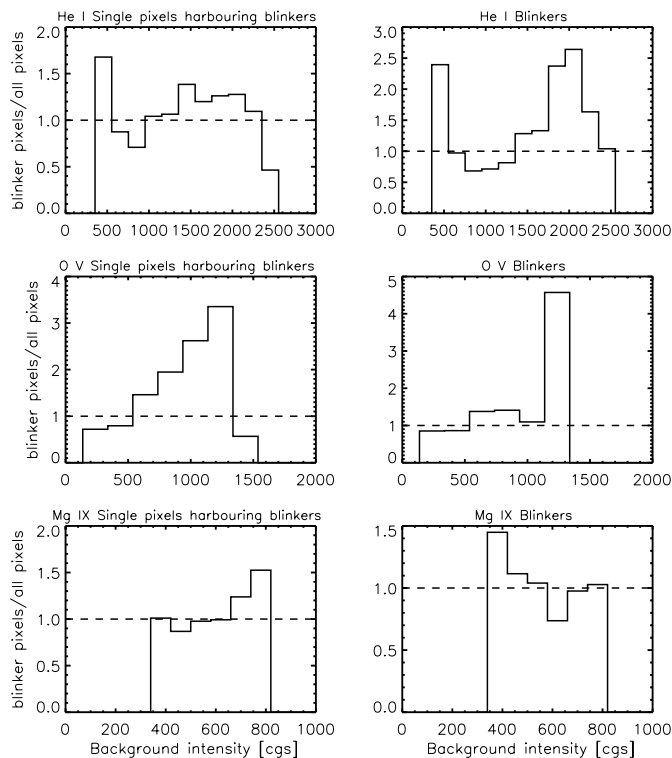 He I Single pixels harbouring blinkers
He I Blinkers
blinker pixels/all pixels
2.0
1.5
1.0
0.5
0.0
0 500 1000 1500 2000 2500 3000
3.0
2.5
2.0
1.5
1.0
0.5
0.0
0 500 1000 1500 2000 2500 3000
O V Single pixels harbouring blinkers
O V Blinkers
blinker pixels/all pixels
4
3
2
1
0
0 500 1000 1500 2000
5
4
3
2
1
0
0 500 1000 1500 2000
Mg IX Single pixels harbouring blinkers
Mg IX Blinkers
blinker pixels/all pixels
2.0
1.5
1.0
0.5
0.0
0 200 400 600 800 1000
Background intensity [cgs]
1.5
1.0
0.5
0.0
0 200 400 600 800 1000
Background intensity [cgs]